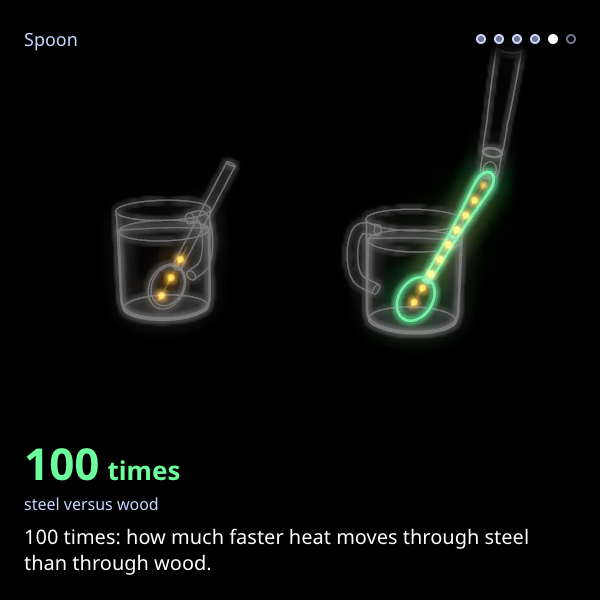 Spoon
100 times
steel versus wood
100 times: how much faster heat moves through steel
than through wood.